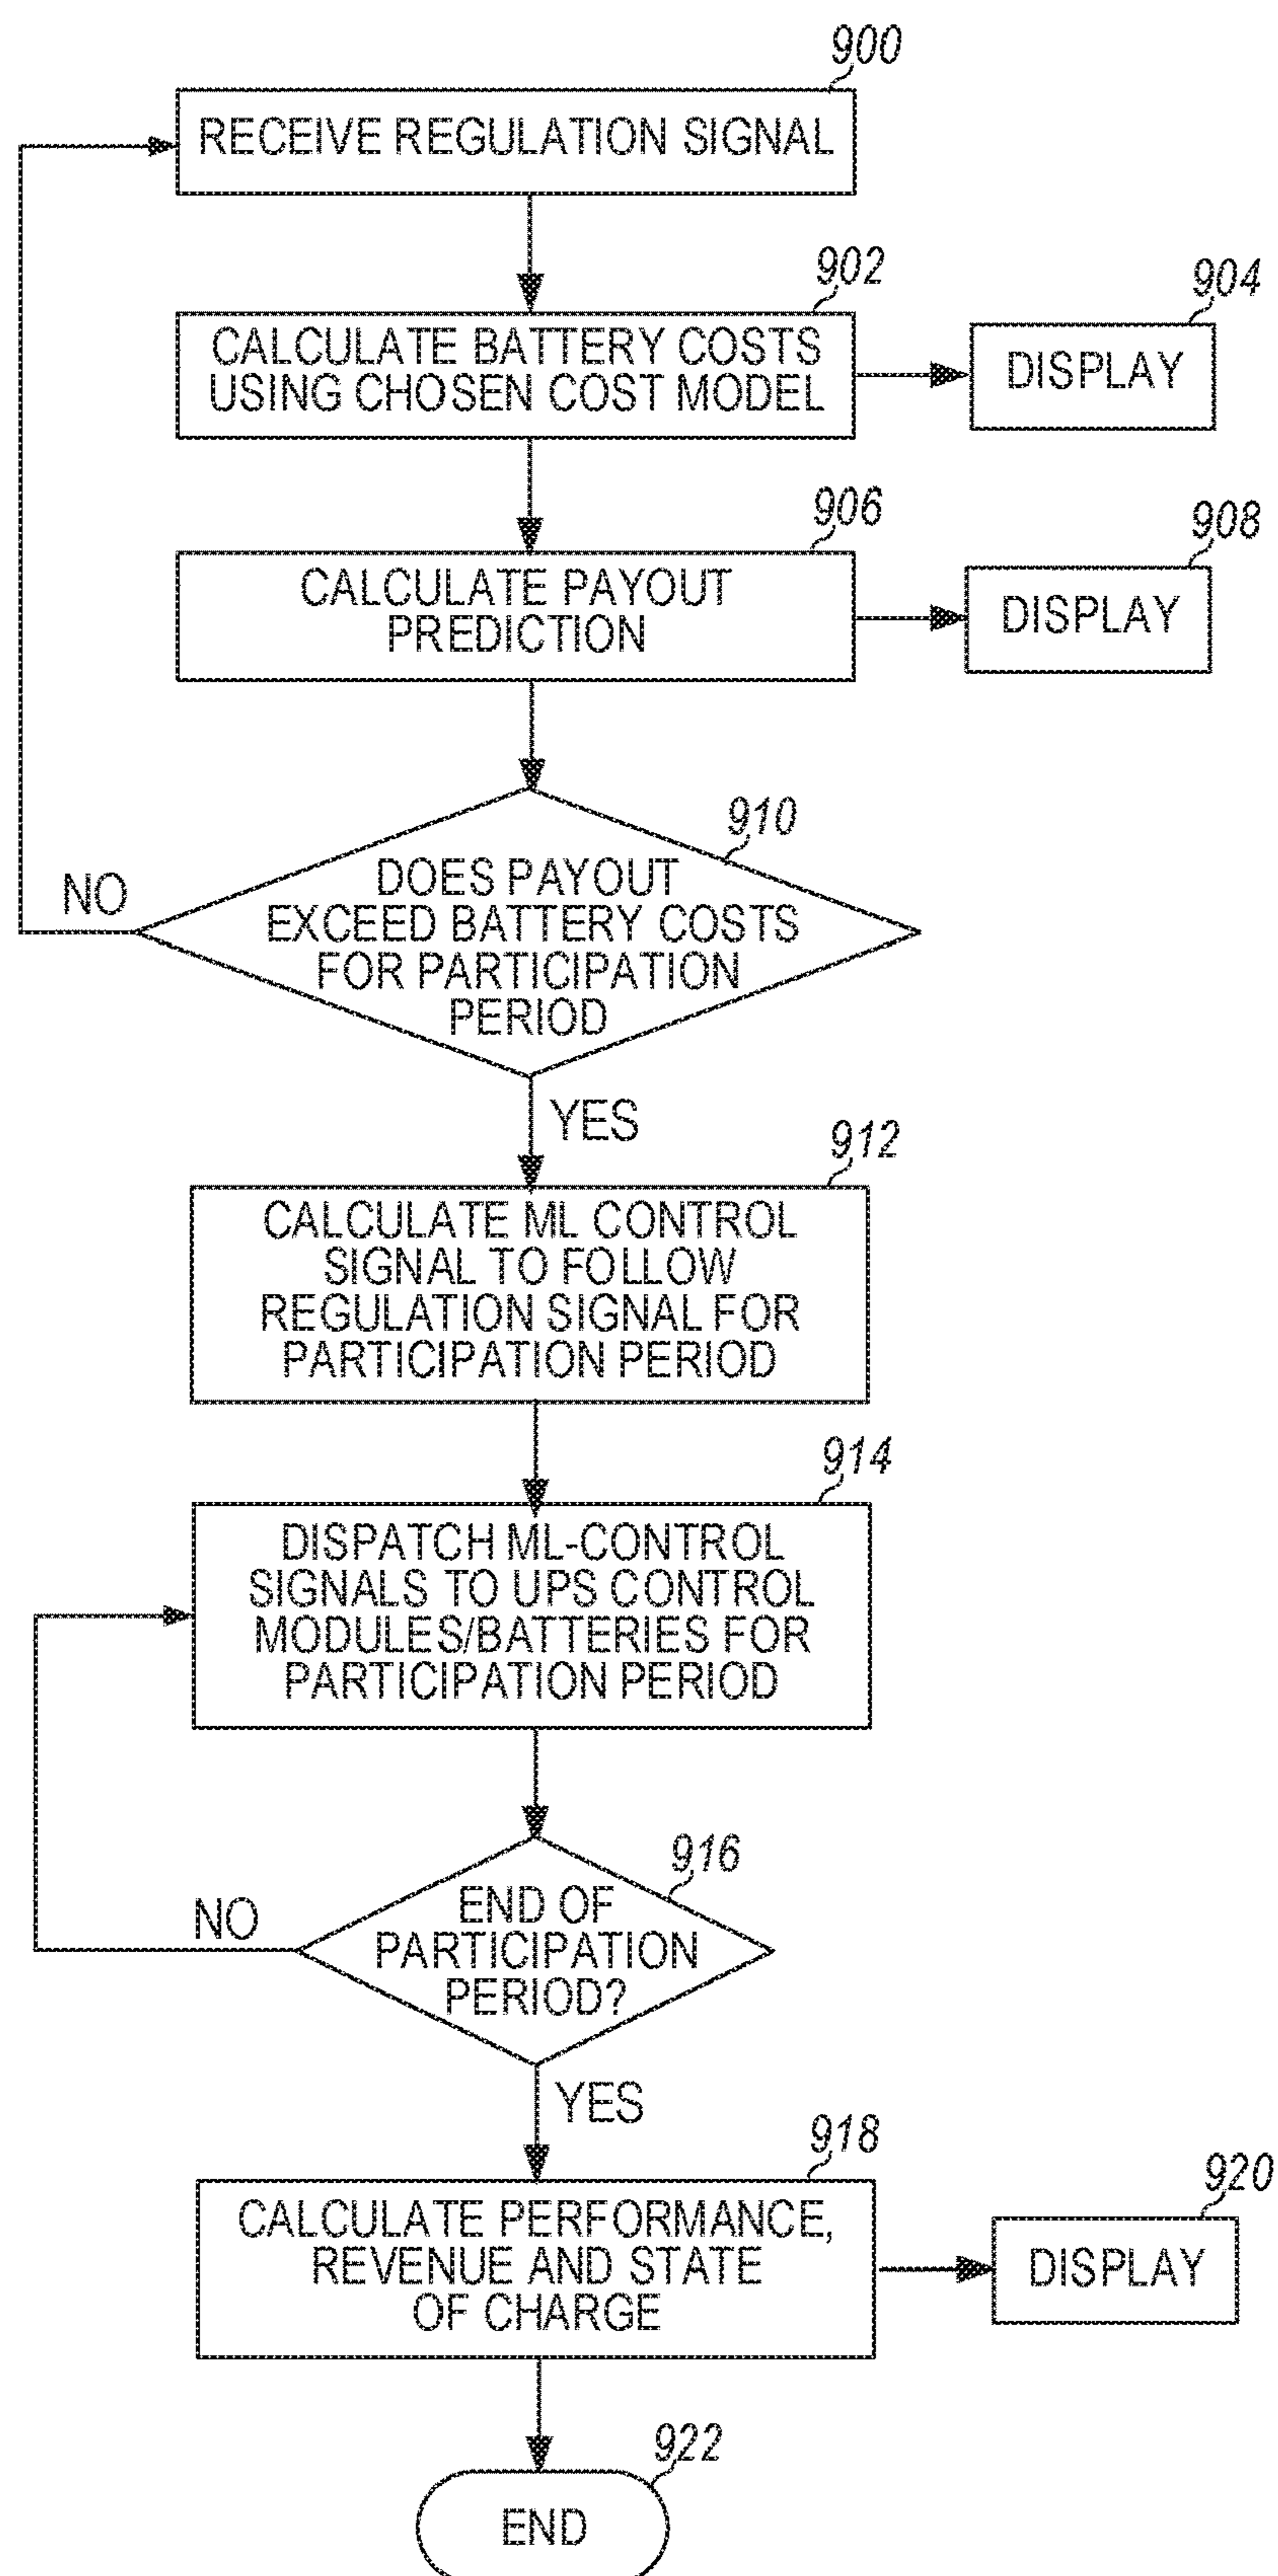 900
RECEIVE REGULATION SIGNAL
902
CALCULATE BATTERY COSTS
USING CHOSEN COST MODEL
904
DISPLAY
906
CALCULATE PAYOUT
PREDICTION
908
DISPLAY
910
DOES PAYOUT
EXCEED BATTERY COSTS
FOR PARTICIPATION
PERIOD
NO
YES
912
CALCULATE ML CONTROL
SIGNAL TO FOLLOW
REGULATION SIGNAL FOR
PARTICIPATION PERIOD
914
DISPATCH ML-CONTROL
SIGNALS TO UPS CONTROL
MODULES/BATTERIES FOR
PARTICIPATION PERIOD
916
END OF
PARTICIPATION
PERIOD?
NO
YES
918
CALCULATE PERFORMANCE,
REVENUE AND STATE
OF CHARGE
920
DISPLAY
922
END